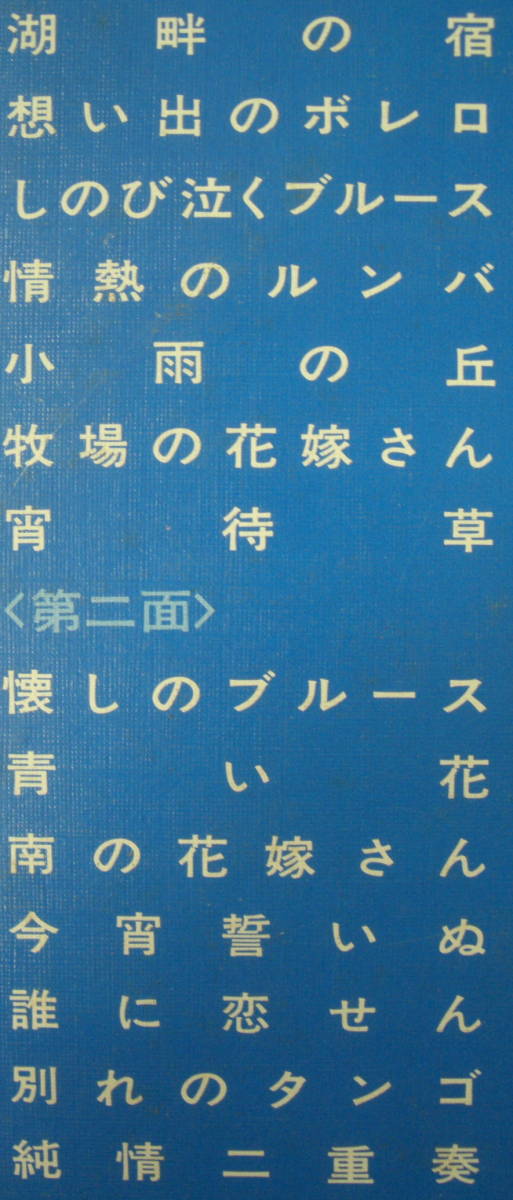 湖畔の宿
想い出のボレロ
しのび泣くブルース
情熱のルンバ
小雨の丘
牧場の花嫁さん
宵待草
〈第二面〉
懐しのブルース
青い花
南の花嫁さん
今宵誓いぬ
誰に恋せん
別れのタンゴ
純情二重奏